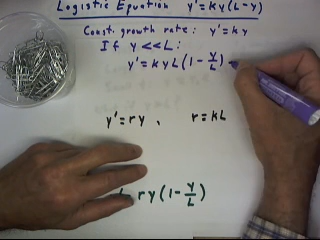 Logistic Equation y' = ky(L-y)
Const. growth rate: y' = ky
If y << L:
y' = kyL(1 - y/L)
y' = ry , r = kL
ry(1 - y/L)